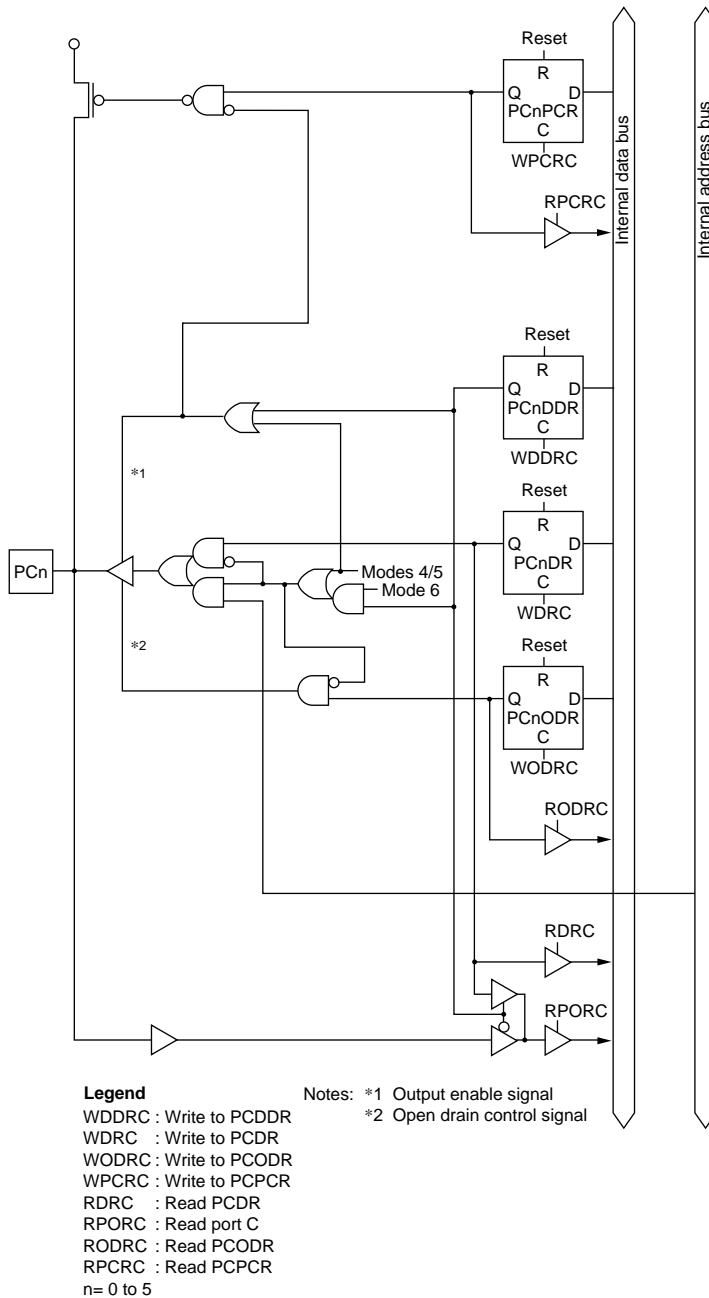 Reset
R
Q D
PCnPCR
C
WPCRC
RPCRC
Internal data bus
Internal address bus
Reset
R
Q D
PCnDDR
C
WDDRC
*1
Reset
R
Q D
PCnDR
C
WDRC
PCn
Modes 4/5
Mode 6
*2
Reset
R
Q D
PCnODR
C
WODRC
RODRC
RDRC
RPORC
Legend
WDDRC : Write to PCDDR
WDRC : Write to PCDR
WODRC : Write to PCODR
WPCRC : Write to PCPCR
RDRC : Read PCDR
RPORC : Read port C
RODRC : Read PCODR
RPCRC : Read PCPCR
n= 0 to 5
Notes: *1 Output enable signal
*2 Open drain control signal